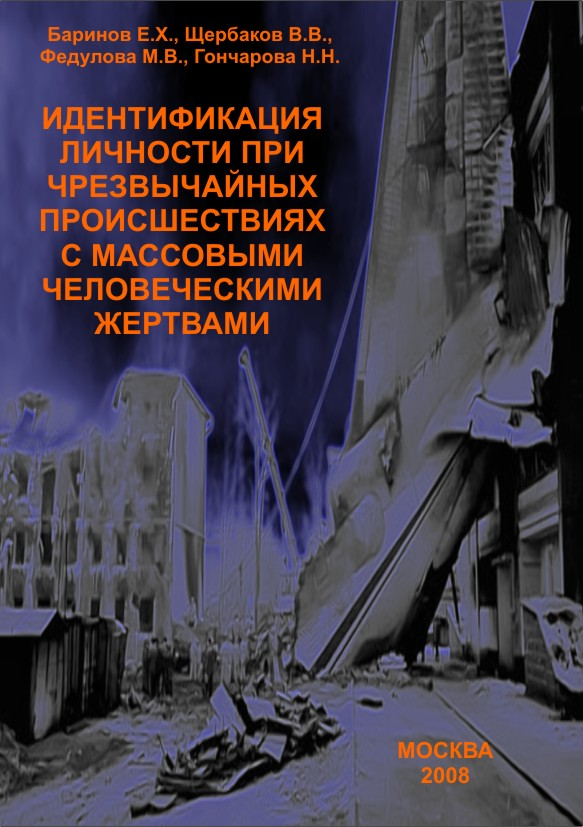 Баринов Е.Х., Щербаков В.В.,
Федулова М.В., Гончарова Н.Н.
ИДЕНТИФИКАЦИЯ
ЛИЧНОСТИ ПРИ
ЧРЕЗВЫЧАЙНЫХ
ПРОИСШЕСТВИЯХ
С МАССОВЫМИ
ЧЕЛОВЕЧЕСКИМИ
ЖЕРТВАМИ
МОСКВА
2008